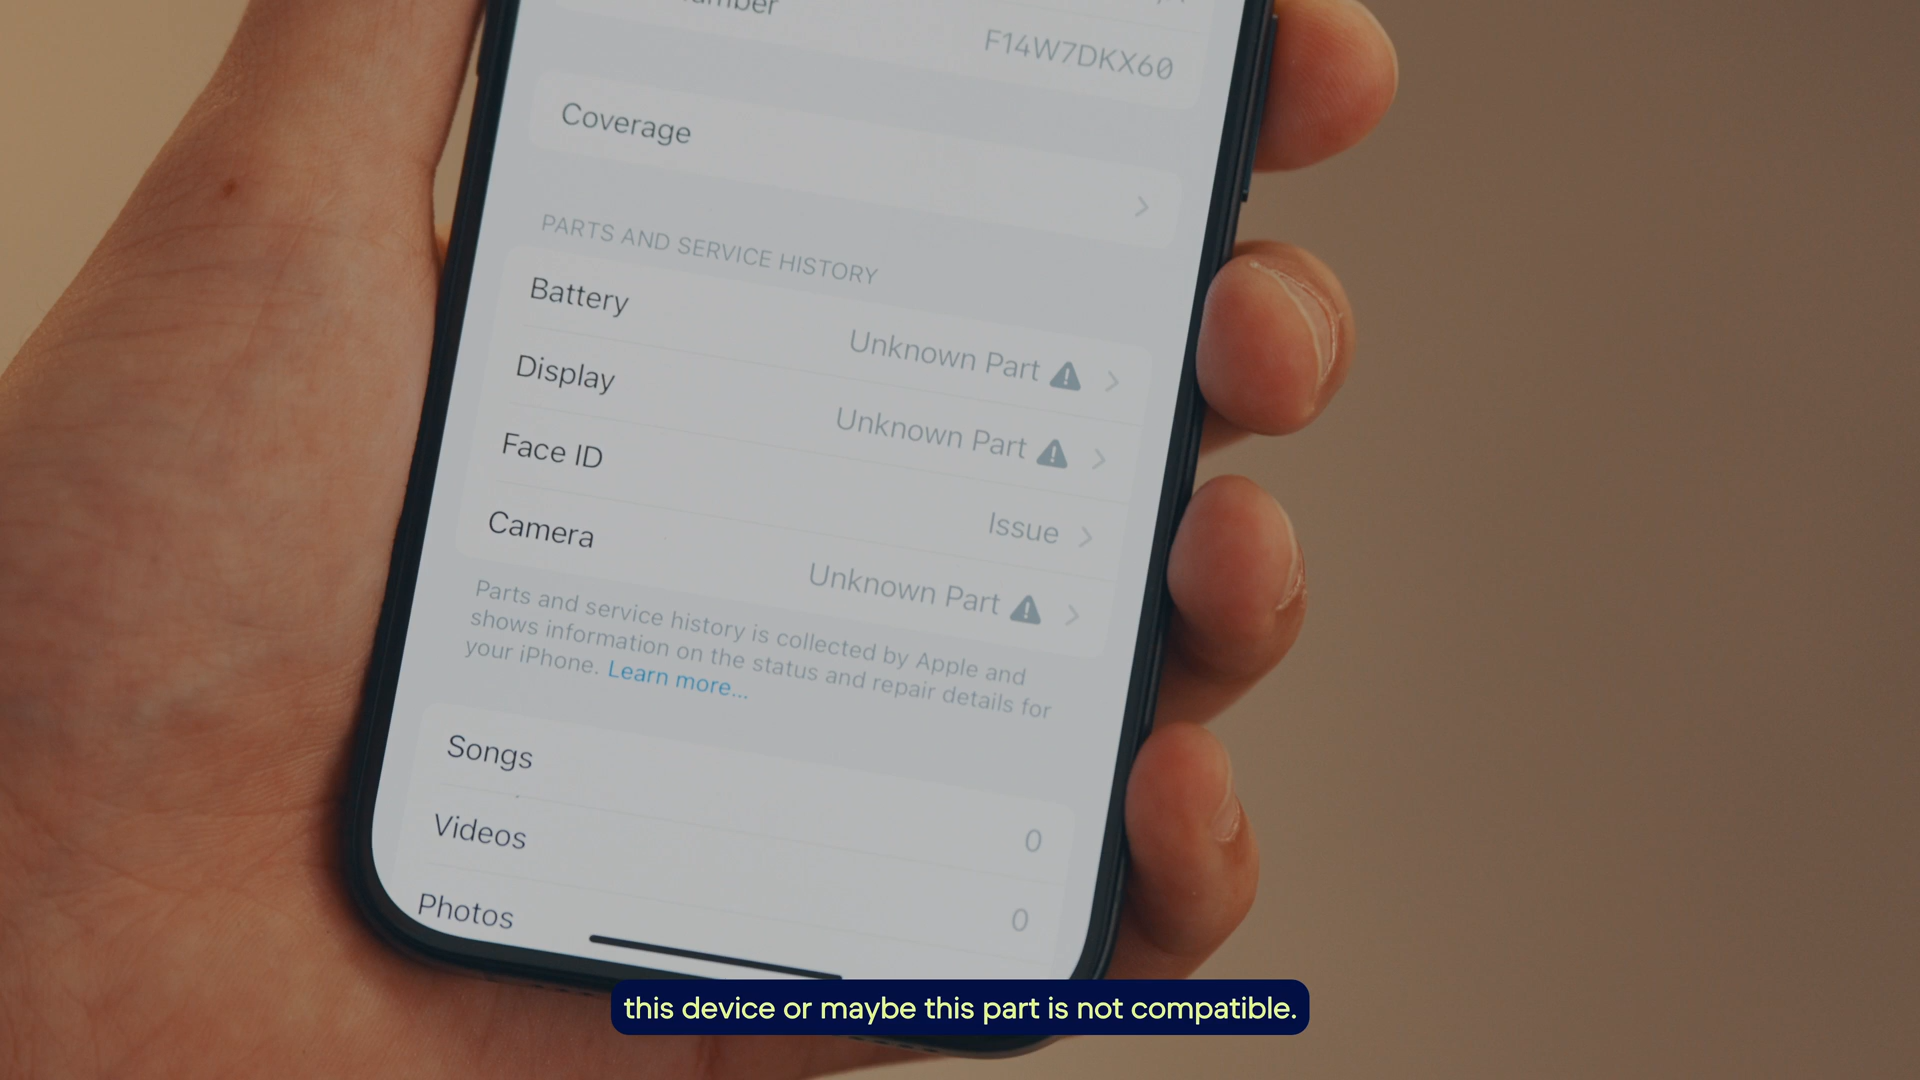 F14W7DKX60
Coverage
PARTS AND SERVICE HISTORY
Battery
Unknown Part
Display
Unknown Part
Face ID
Issue
Camera
Unknown Part
Parts and service history is collected by Apple and
shows information on the status and repair details for
your iPhone. Learn more...
Songs
0
Videos
0
Photos
this device or maybe this part is not compatible.